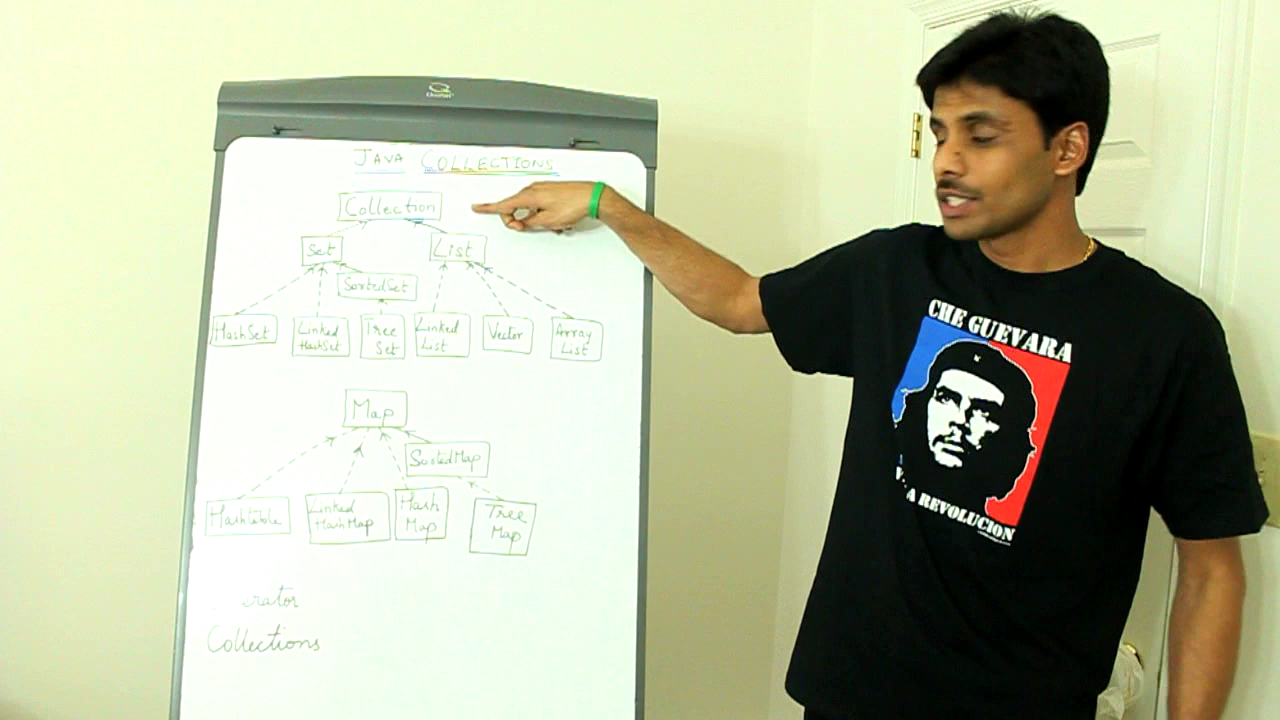 JAVA COLLECTIONS
Collection
Set
List
SortedSet
HashSet
Linked
HashSet
Tree
Set
Linked
List
Vector
Array
List
Map
SortedMap
Hashtable
Linked
HashMap
Hash
Map
Tree
Map
erator
Collections
CHE GUEVARA
A REVOLUCION